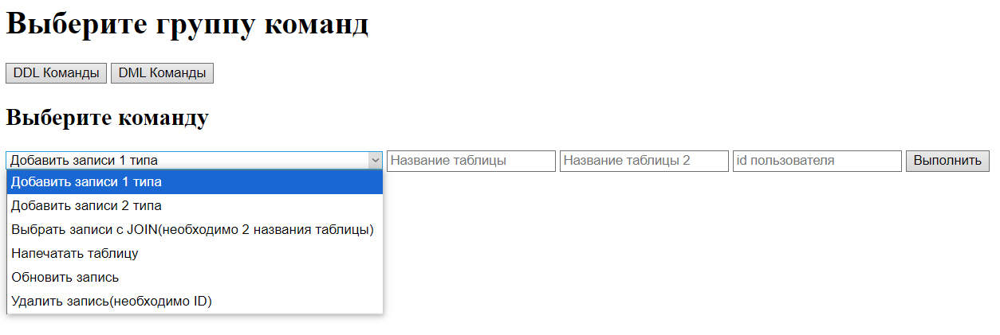 Выберите группу команд
DDL Команды DML Команды
Выберите команду
Добавить записи 1 типа Название таблицы Название таблицы 2 id пользователя Выполнить
Добавить записи 1 типа
Добавить записи 2 типа
Выбрать записи с JOIN(необходимо 2 названия таблицы)
Напечатать таблицу
Обновить запись
Удалить запись(необходимо ID)